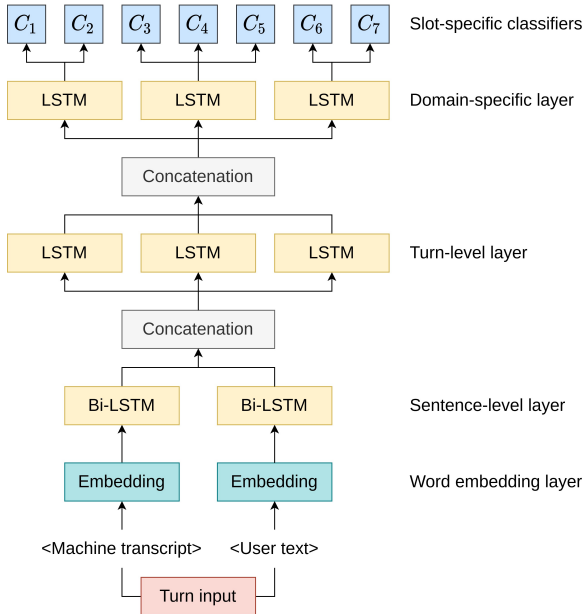 C1 C2 C3 C4 C5 C6 C7 Slot-specific classifiers
LSTM LSTM LSTM Domain-specific layer
Concatenation
LSTM LSTM LSTM Turn-level layer
Concatenation
Bi-LSTM Bi-LSTM Sentence-level layer
Embedding Embedding Word embedding layer
<Machine transcript> <User text>
Turn input